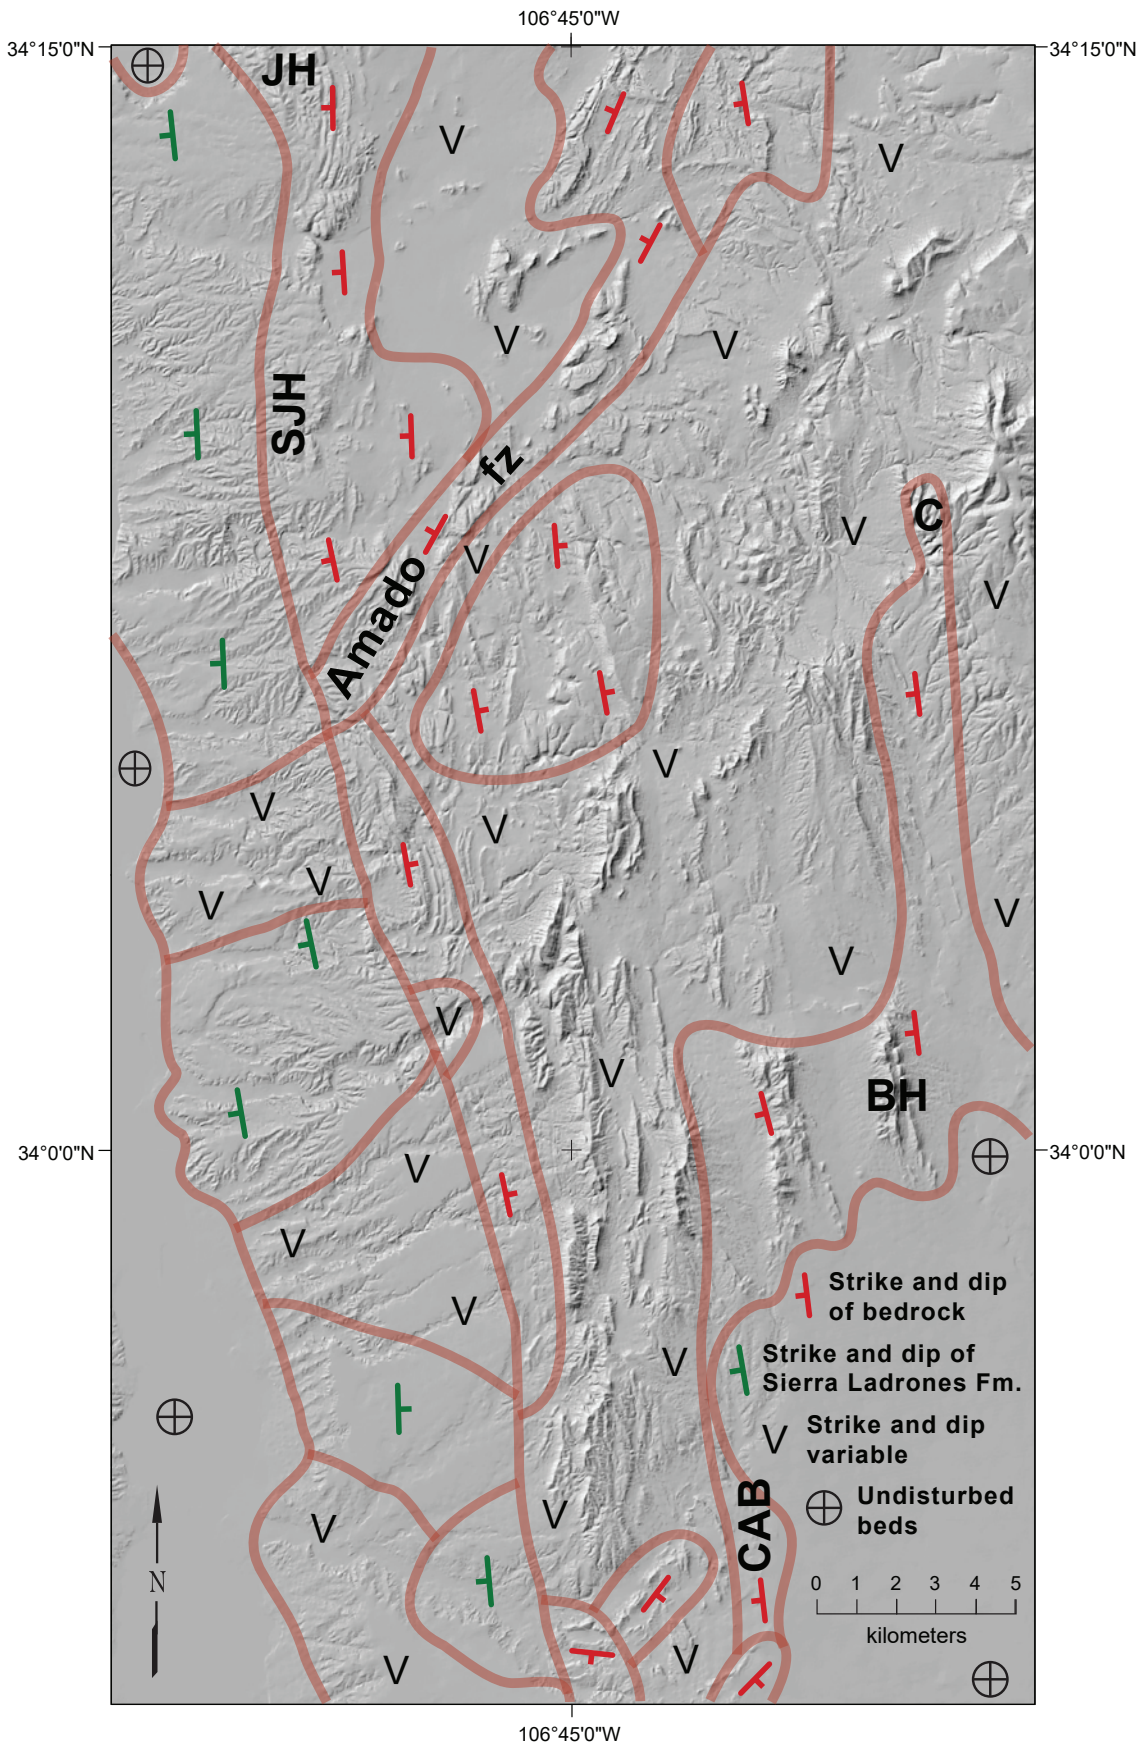 106°45'0"W
34°15'0"N
34°15'0"N
JH
V
V
V
V
SJH
fz
V
C
V
Amado
V
V
V
V
V
V
V
V
V
V
BH
34°0'0"N
34°0'0"N
V
V
V
Strike and dip
of bedrock
Strike and dip of
Sierra Ladrones Fm.
V
V
Strike and dip
variable
CAB
Undisturbed
beds
V
V
N
0 1 2 3 4 5
kilometers
V
V
106°45'0"W